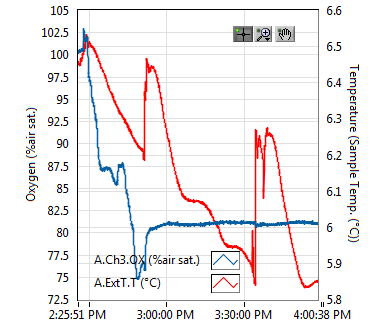 105
102.5
100
97.5
95
92.5
90
87.5
85
82.5
80
77.5
75
72.5
Oxygen (%air sat.)
6.6
6.5
6.4
6.3
6.2
6.1
6
5.9
5.8
Temperature (Sample Temp. (°C))
A.Ch3.OX (%air sat.)
A.ExtT.T (°C)
2:25:51 PM
3:00:00 PM
3:30:00 PM
4:00:38 PM